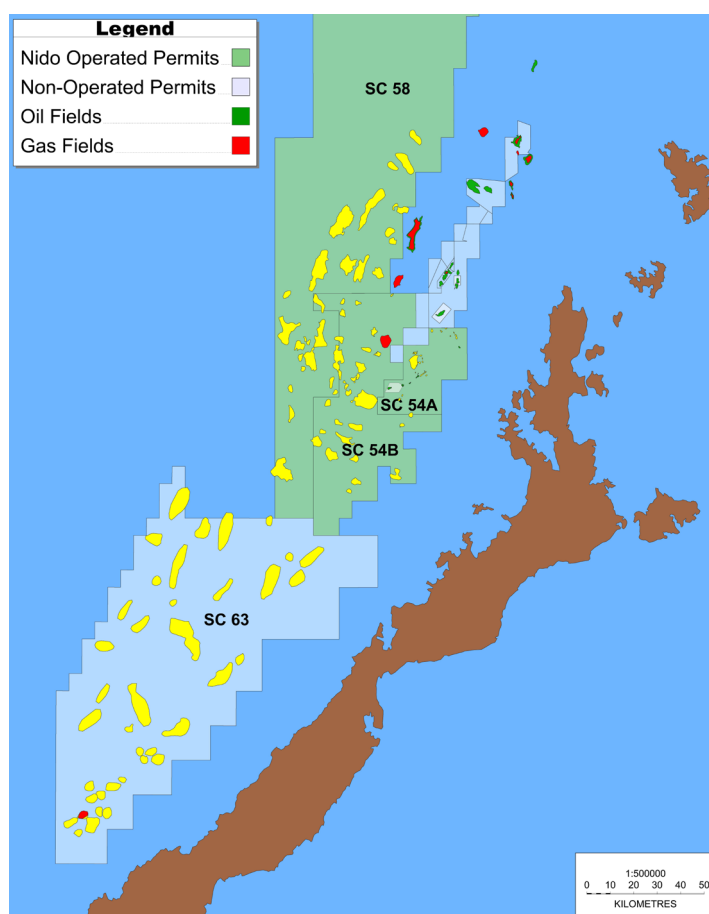 Legend
Nido Operated Permits
Non-Operated Permits
Oil Fields
Gas Fields
SC 58
SC 54A
SC 54B
SC 63
1:500000
0 10 20 30 40 50
KILOMETRES